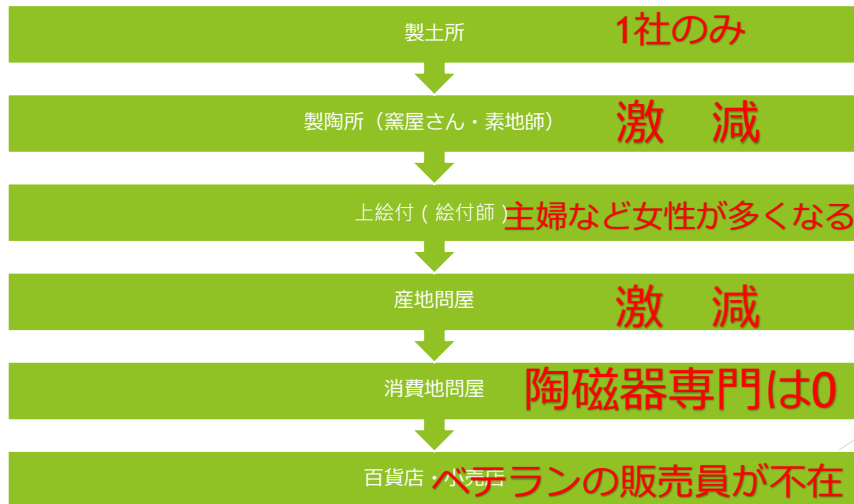 製土所 1社のみ
製陶所（窯屋さん・素地師） 激　減
上絵付（絵付師） 主婦など女性が多くなる
産地問屋 激　減
消費地問屋 陶磁器専門は0
百貨店・小売店 ベテランの販売員が不在